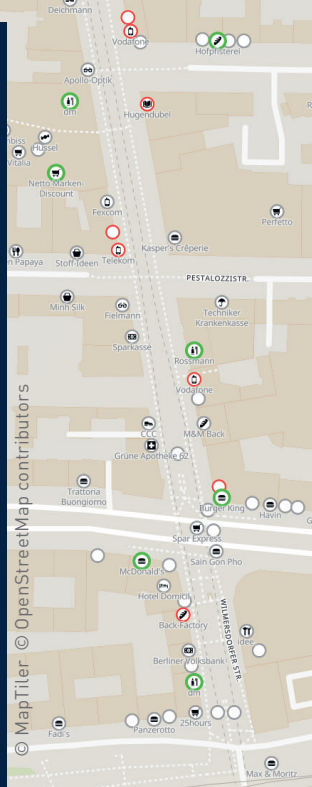 Deichmann
Vodafone
Hofpfisterei
Apollo-Optik
dm
Hugendubel
Hussel
Vitalia
Netto Marken-
Discount
Fexcom
Perfetto
Kasper's Crêperie
Papaya
Stoff-Ideen
Telekom
PESTALOZZISTR.
Minh Silk
Fielmann
Techniker
Krankenkasse
Sparkasse
Rossmann
Vodafone
CCC
M&M Back
Grüne Apotheke 62
Trattoria
Buongiorno
Burger King
Havin
Spar Express
Sain Gon Pho
McDonald's
Hotel Domicil
WILMERSDORFER STR.
Back-Factory
idee
Berliner Volksbank
dm
25hours
Fadi's
Panzerotto
Max & Moritz
© MapTiler © OpenStreetMap contributors